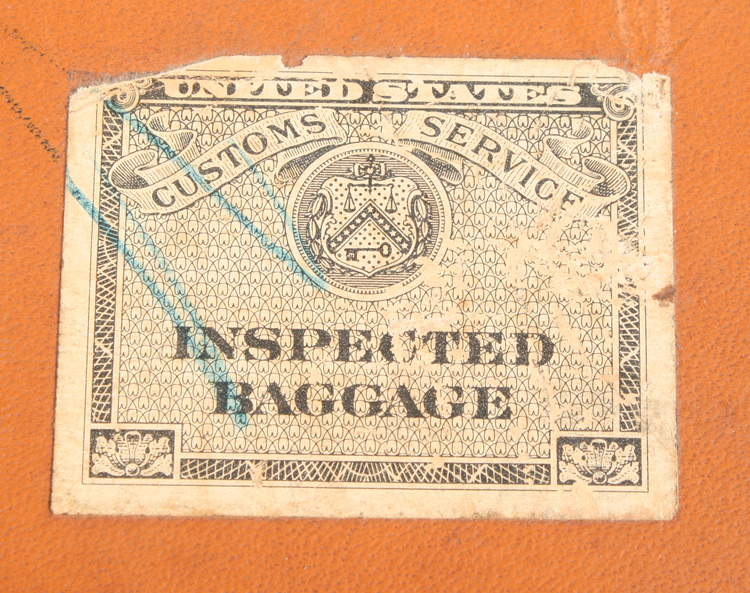 UNITED STATES
CUSTOMS SERVICE
INSPECTED
BAGGAGE